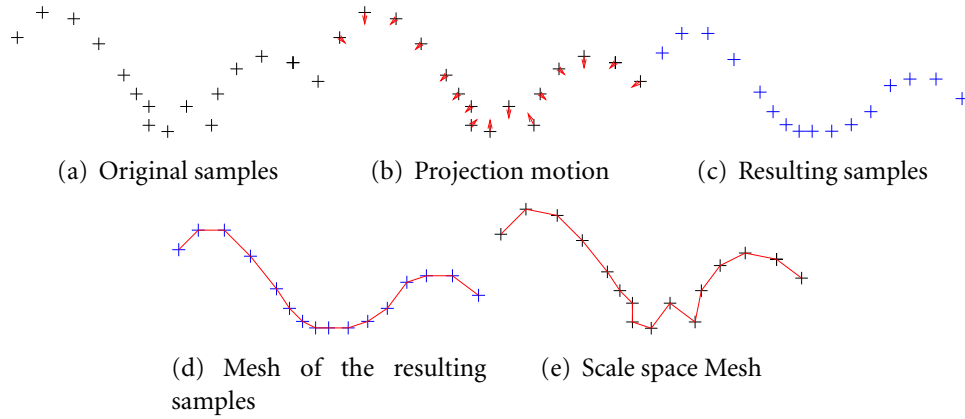 (a) Original samples
(b) Projection motion
(c) Resulting samples
(d) Mesh of the resulting
samples
(e) Scale space Mesh